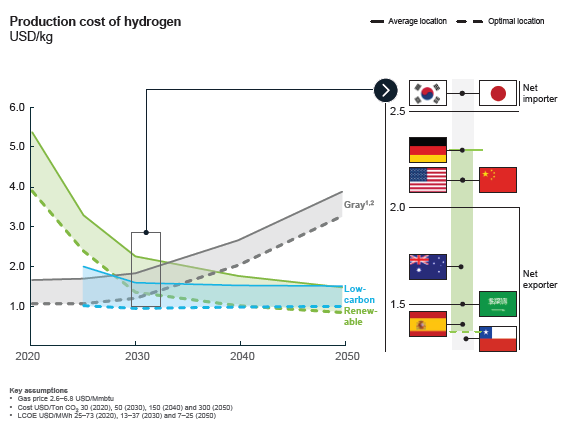 Production cost of hydrogen
USD/kg
Average location
Optimal location
6.0
5.0
4.0
3.0
2.0
1.0
2020
2030
2040
2050
Gray1,2
Low-
carbon
Renew-
able
2.5
2.0
1.5
Net
importer
Net
exporter
Key assumptions
• Gas price 2.6–6.8 USD/Mmbtu
• Cost USD/Ton CO2 30 (2020), 50 (2030), 150 (2040) and 300 (2050)
• LCOE USD/MWh 25–73 (2020), 13–37 (2030) and 7–25 (2050)